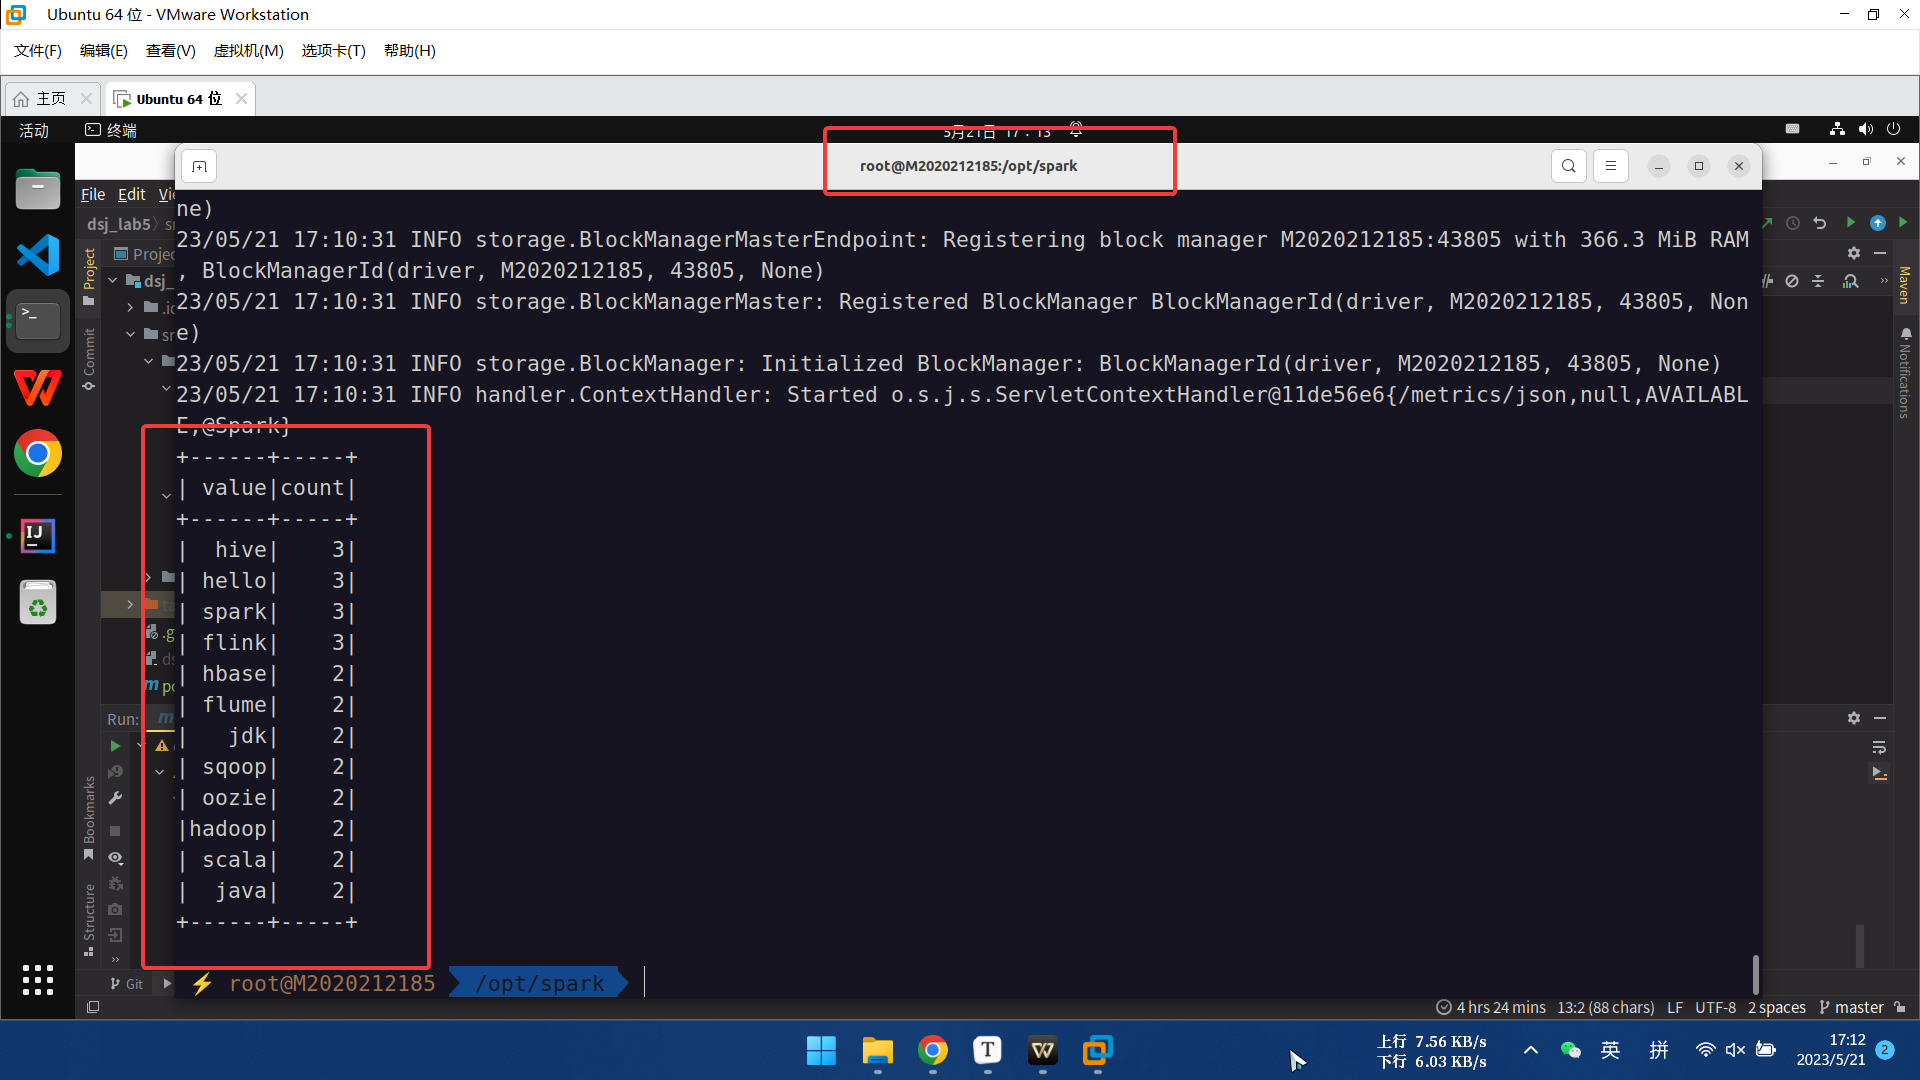 Ubuntu 64 位 - VMware Workstation
文件(F) 编辑(E) 查看(V) 虚拟机(M) 选项卡(T) 帮助(H)
主页 Ubuntu 64 位
活动 终端 5月21日 17：13
root@M2020212185:/opt/spark
File Edit
dsj_lab5
Project
Commit
Bookmarks
Structure
Maven
Notifications
ne)
23/05/21 17:10:31 INFO storage.BlockManagerMasterEndpoint: Registering block manager M2020212185:43805 with 366.3 MiB RAM
, BlockManagerId(driver, M2020212185, 43805, None)
23/05/21 17:10:31 INFO storage.BlockManagerMaster: Registered BlockManager BlockManagerId(driver, M2020212185, 43805, Non
e)
23/05/21 17:10:31 INFO storage.BlockManager: Initialized BlockManager: BlockManagerId(driver, M2020212185, 43805, None)
23/05/21 17:10:31 INFO handler.ContextHandler: Started o.s.j.s.ServletContextHandler@11de56e6{/metrics/json,null,AVAILABL
E,@Spark}
+------+-----+
| value|count|
+------+-----+
|  hive|    3|
| hello|    3|
| spark|    3|
| flink|    3|
| hbase|    2|
| flume|    2|
|   jdk|    2|
| sqoop|    2|
| oozie|    2|
|hadoop|    2|
| scala|    2|
|  java|    2|
+------+-----+
root@M2020212185 /opt/spark
Run:
Git
4 hrs 24 mins 13:2 (88 chars) LF UTF-8 2 spaces master
上行 7.56 KB/s
下行 6.03 KB/s
英 拼
17:12
2023/5/21 2